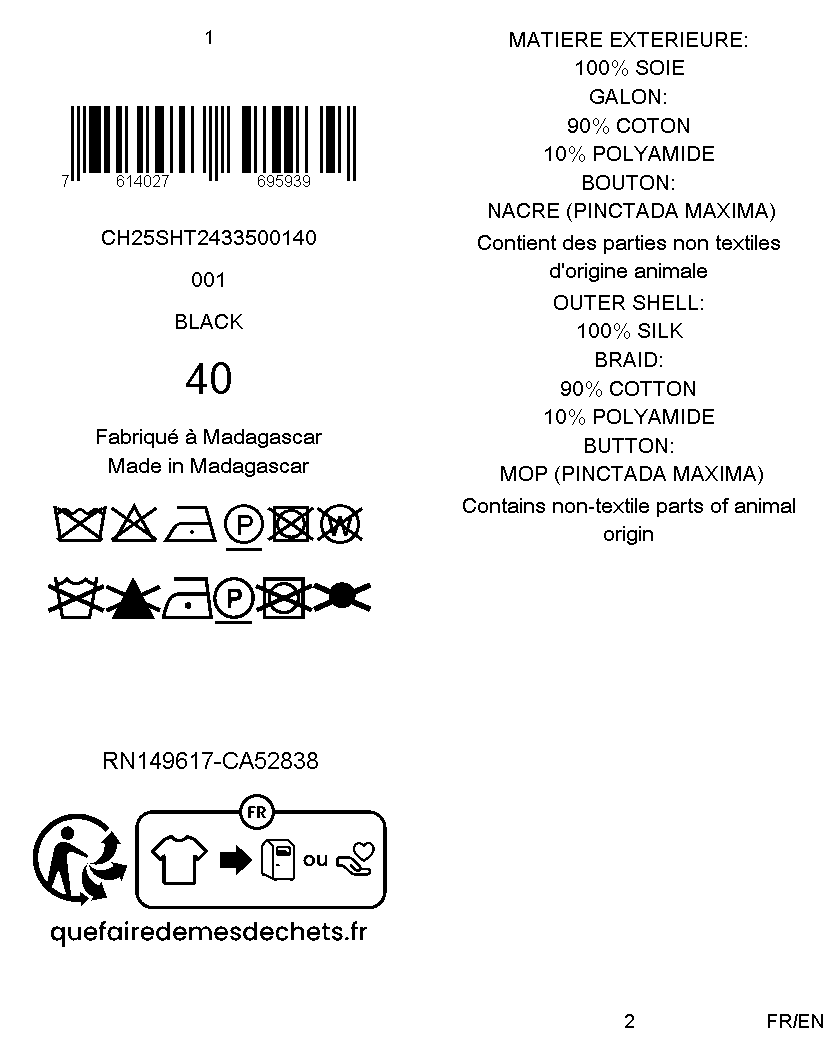 1
7 614027 695939
CH25SHT2433500140
001
BLACK
40
Fabriqué à Madagascar
Made in Madagascar
P
W
P
RN149617-CA52838
FR
ou
quefairedemesdechets.fr
MATIERE EXTERIEURE:
100% SOIE
GALON:
90% COTON
10% POLYAMIDE
BOUTON:
NACRE (PINCTADA MAXIMA)
Contient des parties non textiles
d'origine animale
OUTER SHELL:
100% SILK
BRAID:
90% COTTON
10% POLYAMIDE
BUTTON:
MOP (PINCTADA MAXIMA)
Contains non-textile parts of animal
origin
2
FR/EN